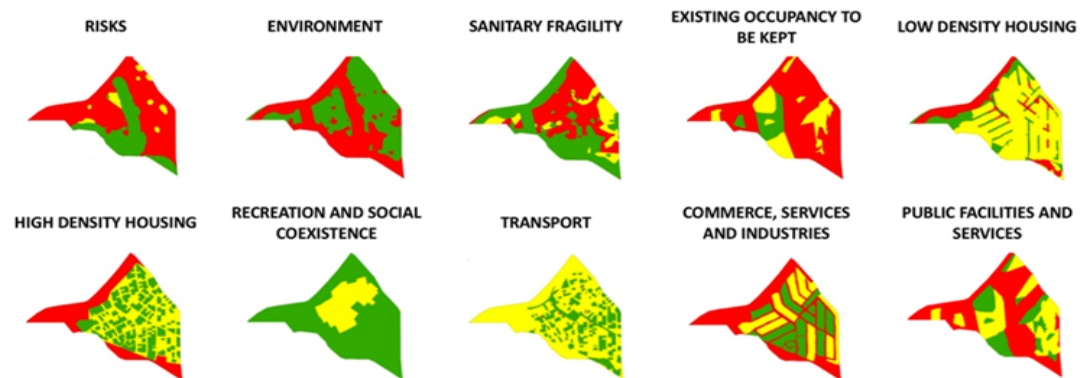 RISKS
ENVIRONMENT
SANITARY FRAGILITY
EXISTING OCCUPANCY TO
BE KEPT
LOW DENSITY HOUSING
HIGH DENSITY HOUSING
RECREATION AND SOCIAL
COEXISTENCE
TRANSPORT
COMMERCE, SERVICES
AND INDUSTRIES
PUBLIC FACILITIES AND
SERVICES